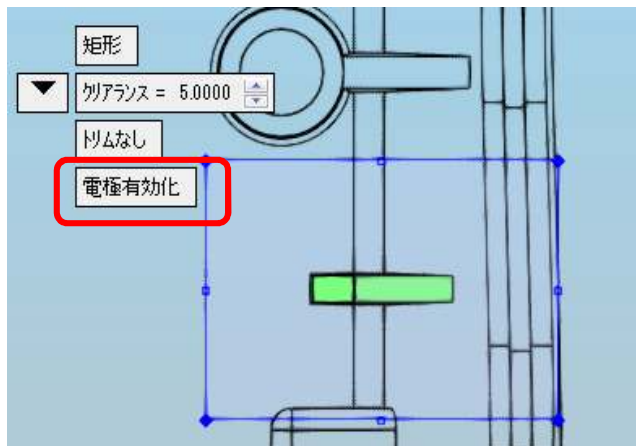 矩形
クリアランス = 5.0000
トリムなし
電極有効化